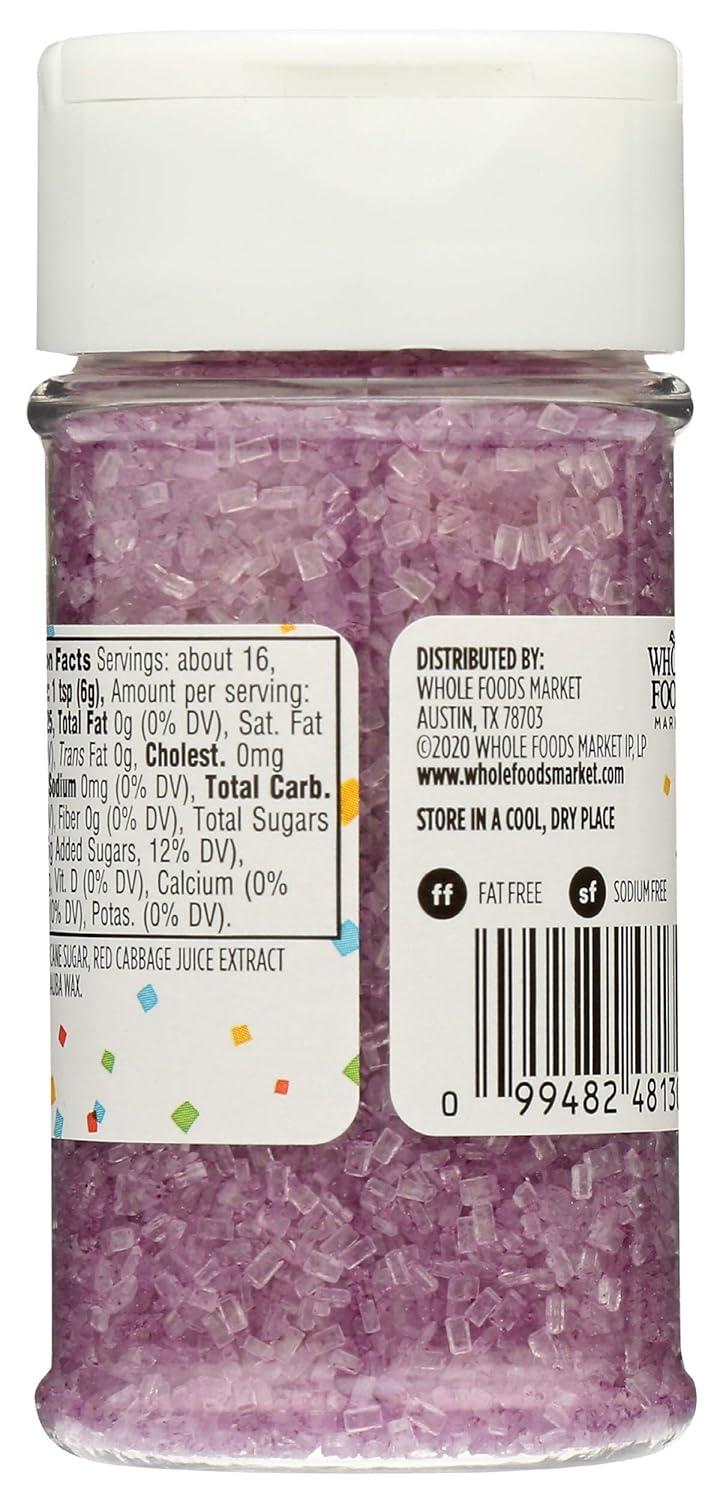 on Facts Servings: about 16,
: 1 tsp (6g), Amount per serving:
25, Total Fat 0g (0% DV), Sat. Fat
), Trans Fat 0g, Cholest. 0mg
Sodium 0mg (0% DV), Total Carb.
), Fiber 0g (0% DV), Total Sugars
g Added Sugars, 12% DV),
, Vit. D (0% DV), Calcium (0%
0% DV), Potas. (0% DV).
CANE SUGAR, RED CABBAGE JUICE EXTRACT
AUBA WAX.
DISTRIBUTED BY:
WHOLE FOODS MARKET
AUSTIN, TX 78703
©2020 WHOLE FOODS MARKET IP, LP
www.wholefoodsmarket.com
STORE IN A COOL, DRY PLACE
WHO
FOO
MAR
ff FAT FREE sf SODIUM FREE
0 99482 4813